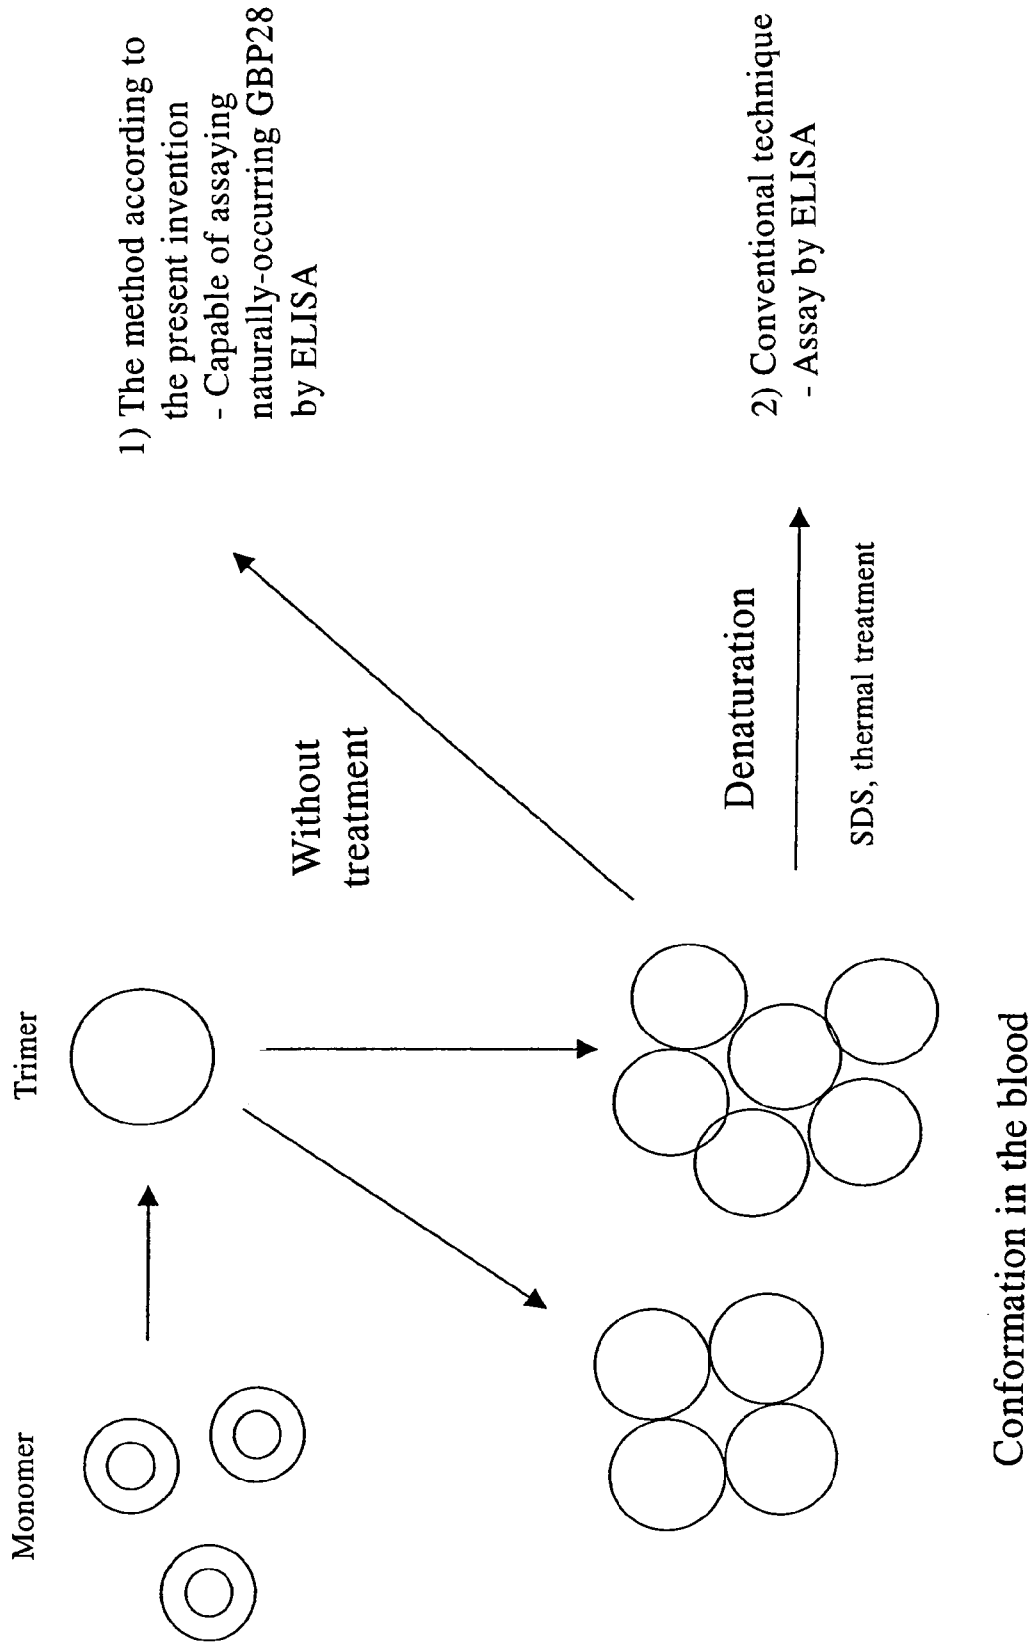 Monomer
Trimer
Without
treatment
1) The method according to
the present invention
- Capable of assaying
naturally-occurring GBP28
by ELISA
Denaturation
SDS, thermal treatment
2) Conventional technique
- Assay by ELISA
Conformation in the blood